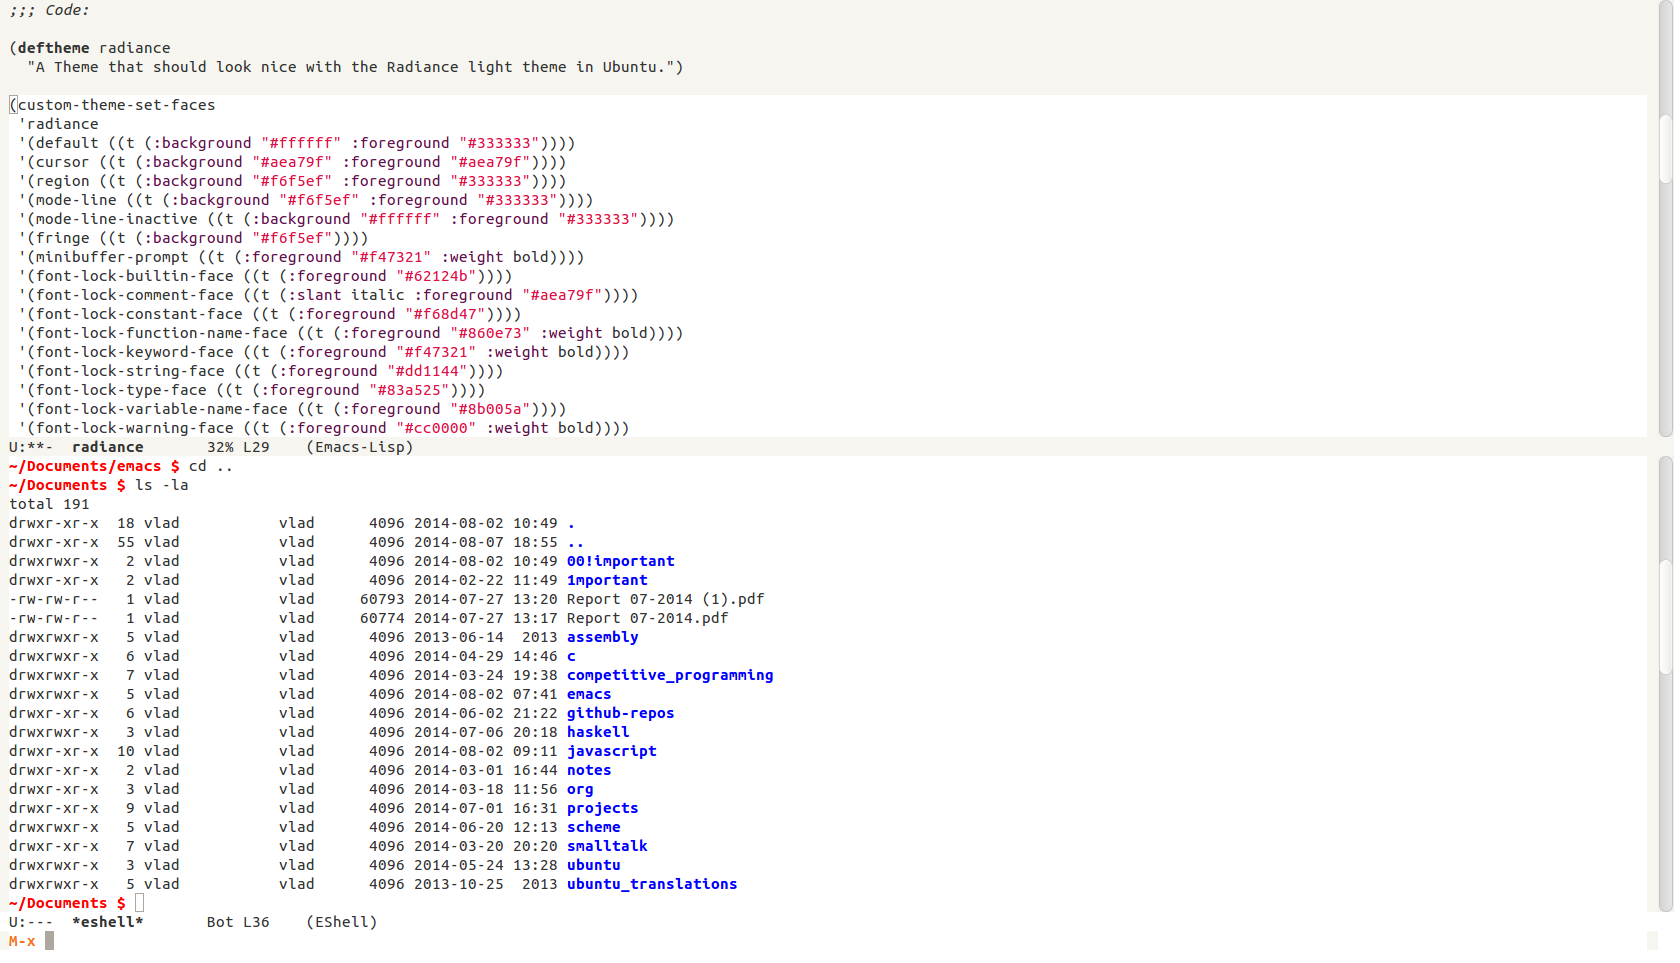 ;;; Code:
(deftheme radiance
"A Theme that should look nice with the Radiance light theme in Ubuntu.")
(custom-theme-set-faces
'radiance
'(default ((t (:background "#ffffff" :foreground "#333333"))))
'(cursor ((t (:background "#aea79f" :foreground "#aea79f"))))
'(region ((t (:background "#f6f5ef" :foreground "#333333"))))
'(mode-line ((t (:background "#f6f5ef" :foreground "#333333"))))
'(mode-line-inactive ((t (:background "#ffffff" :foreground "#333333"))))
'(fringe ((t (:background "#f6f5ef"))))
'(minibuffer-prompt ((t (:foreground "#f47321" :weight bold))))
'(font-lock-builtin-face ((t (:foreground "#62124b"))))
'(font-lock-comment-face ((t (:slant italic :foreground "#aea79f"))))
'(font-lock-constant-face ((t (:foreground "#f68d47"))))
'(font-lock-function-name-face ((t (:foreground "#860e73" :weight bold))))
'(font-lock-keyword-face ((t (:foreground "#f47321" :weight bold))))
'(font-lock-string-face ((t (:foreground "#dd1144"))))
'(font-lock-type-face ((t (:foreground "#83a525"))))
'(font-lock-variable-name-face ((t (:foreground "#8b005a"))))
'(font-lock-warning-face ((t (:foreground "#cc0000" :weight bold))))
U:**-  radiance       32% L29    (Emacs-Lisp)
~/Documents/emacs $ cd ..
~/Documents $ ls -la
total 191
drwxr-xr-x  18 vlad           vlad      4096 2014-08-02 10:49 .
drwxr-xr-x  55 vlad           vlad      4096 2014-08-07 18:55 ..
drwxrwxr-x   2 vlad           vlad      4096 2014-08-02 10:49 00!important
drwxrwxr-x   2 vlad           vlad      4096 2014-02-22 11:49 1mportant
-rw-rw-r--   1 vlad           vlad     60793 2014-07-27 13:20 Report 07-2014 (1).pdf
-rw-rw-r--   1 vlad           vlad     60774 2014-07-27 13:17 Report 07-2014.pdf
drwxrwxr-x   5 vlad           vlad      4096 2013-06-14  2013 assembly
drwxrwxr-x   6 vlad           vlad      4096 2014-04-29 14:46 c
drwxrwxr-x   7 vlad           vlad      4096 2014-03-24 19:38 competitive_programming
drwxrwxr-x   5 vlad           vlad      4096 2014-08-02 07:41 emacs
drwxrwxr-x   6 vlad           vlad      4096 2014-06-02 21:22 github-repos
drwxrwxr-x   3 vlad           vlad      4096 2014-07-06 20:18 haskell
drwxrwxr-x  10 vlad           vlad      4096 2014-08-02 09:11 javascript
drwxr-xr-x   2 vlad           vlad      4096 2014-03-01 16:44 notes
drwxr-xr-x   3 vlad           vlad      4096 2014-03-18 11:56 org
drwxr-xr-x   9 vlad           vlad      4096 2014-07-01 16:31 projects
drwxrwxr-x   5 vlad           vlad      4096 2014-06-20 12:13 scheme
drwxrwxr-x   7 vlad           vlad      4096 2014-03-20 20:20 smalltalk
drwxrwxr-x   3 vlad           vlad      4096 2014-05-24 13:28 ubuntu
drwxrwxr-x   5 vlad           vlad      4096 2013-10-25  2013 ubuntu_translations
~/Documents $
U:---  *eshell*       Bot L36    (EShell)
M-x